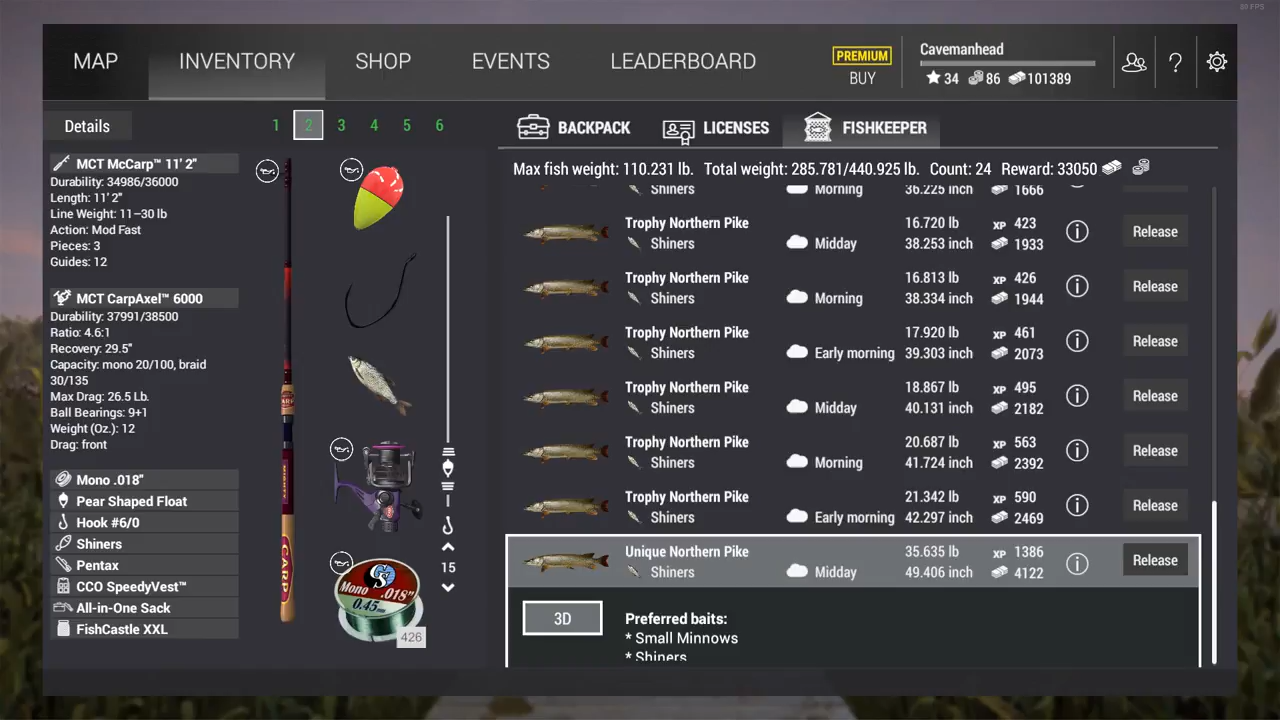 80 FPS
MAP
INVENTORY
SHOP
EVENTS
LEADERBOARD
PREMIUM
BUY
Cavemanhead
34 86 101389
?
Details
1 2 3 4 5 6
BACKPACK
LICENSES
FISHKEEPER
MCT McCarp™ 11' 2"
Durability: 34986/36000
Length: 11' 2"
Line Weight: 11–30 lb
Action: Mod Fast
Pieces: 3
Guides: 12
MCT CarpAxel™ 6000
Durability: 37991/38500
Ratio: 4.6:1
Recovery: 29.5"
Capacity: mono 20/100, braid
30/135
Max Drag: 26.5 Lb.
Ball Bearings: 9+1
Weight (Oz.): 12
Drag: front
Mono .018"
Pear Shaped Float
Hook #6/0
Shiners
Pentax
CCO SpeedyVest™
All-in-One Sack
FishCastle XXL
CARP
Mono .018"
0.45mm
426
15
Max fish weight: 110.231 lb. Total weight: 285.781/440.925 lb. Count: 24 Reward: 33050
Shiners Morning 36.225 inch 1666
Trophy Northern Pike 16.720 lb XP 423
Shiners Midday 38.253 inch 1933
Release
Trophy Northern Pike 16.813 lb XP 426
Shiners Morning 38.334 inch 1944
Release
Trophy Northern Pike 17.920 lb XP 461
Shiners Early morning 39.303 inch 2073
Release
Trophy Northern Pike 18.867 lb XP 495
Shiners Midday 40.131 inch 2182
Release
Trophy Northern Pike 20.687 lb XP 563
Shiners Morning 41.724 inch 2392
Release
Trophy Northern Pike 21.342 lb XP 590
Shiners Early morning 42.297 inch 2469
Release
Unique Northern Pike 35.635 lb XP 1386
Shiners Midday 49.406 inch 4122
Release
3D
Preferred baits:
* Small Minnows
* Shiners